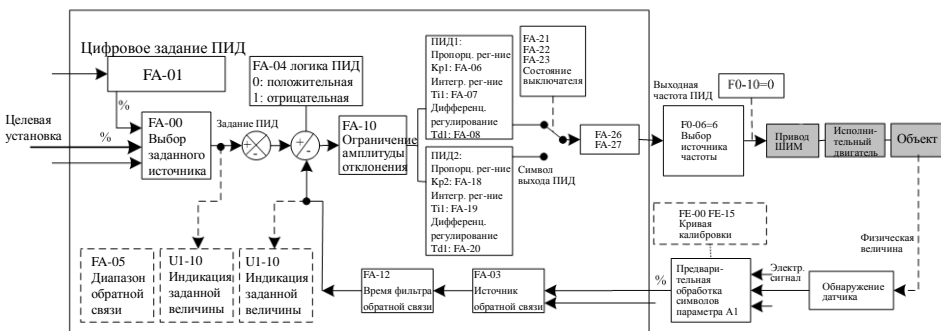 Цифровое задание ПИД
FA-01
%
Целевая
установка
%
FA-00
Выбор
заданного
источника
Задание ПИД
FA-04 логика ПИД
0: положительная
1: отрицательная
+
-
+
-
FA-10
Ограничение
амплитуды
отклонения
ПИД1:
Пропорц. рег-ние
Kp1: FA-06
Интегр. рег-ние
Ti1: FA-07
Дифференц.
регулирование
Td1: FA-08
ПИД2:
Пропорц. рег-ние
Kp2: FA-18
Интегр. рег-ние
Ti1: FA-19
Дифференц.
регулирование
Td1: FA-20
FA-21
FA-22
FA-23
Состояние
выключателя
Символ
выхода ПИД
FA-26
FA-27
Выходная
частота ПИД
F0-06=6
Выбор
источника
частоты
F0-10=0
Привод
ШИМ
Исполни-
тельный
двигатель
Объект
Физическая
величина
Обнаружение
датчика
Электр.
сигнал
FE-00 FE-15
Кривая
калибровки
Предвари-
тельная
обработка
символов
параметра A1
%
FA-03
Источник
обратной связи
FA-12
Время фильтра
обратной связи
U1-10
Индикация
заданной
величины
U1-10
Индикация
заданной
величины
FA-05
Диапазон
обратной
связи